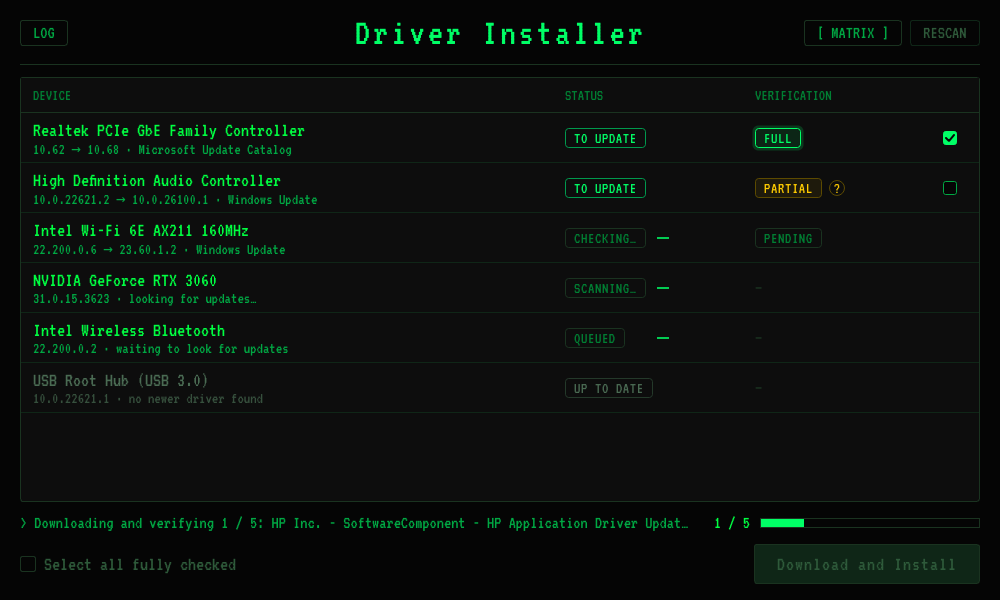 LOG
Driver Installer
[ MATRIX ]
RESCAN
DEVICE STATUS VERIFICATION
Realtek PCIe GbE Family Controller
10.62 → 10.68 · Microsoft Update Catalog
TO UPDATE
FULL
High Definition Audio Controller
10.0.22621.2 → 10.0.26100.1 · Windows Update
TO UPDATE
PARTIAL ?
Intel Wi-Fi 6E AX211 160MHz
22.200.0.6 → 23.60.1.2 · Windows Update
CHECKING… —
PENDING
NVIDIA GeForce RTX 3060
31.0.15.3623 · looking for updates…
SCANNING… —
–
Intel Wireless Bluetooth
22.200.0.2 · waiting to look for updates
QUEUED —
–
USB Root Hub (USB 3.0)
10.0.22621.1 · no newer driver found
UP TO DATE
–
› Downloading and verifying 1 / 5: HP Inc. - SoftwareComponent - HP Application Driver Updat… 1 / 5
Select all fully checked
Download and Install